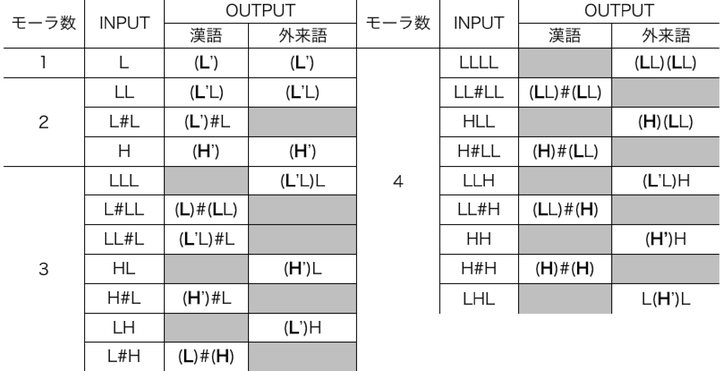 モーラ数 INPUT OUTPUT モーラ数 INPUT OUTPUT
漢語 外来語 漢語 外来語
1 L (L’) (L’) 4 LLLL (LL)(LL)
2 LL (L’L) (L’L) LL#LL (LL)#(LL)
L#L (L’)#L HLL (H)(LL)
H (H’) (H’) H#LL (H)#(LL)
3 LLL (L’L)L LLH (L’L)H
L#LL (L)#(LL) LL#H (LL)#(H)
LL#L (L’L)#L HH (H’)H
HL (H’)L H#H (H)#(H)
H#L (H’)#L LHL L(H’)L
LH (L’)H
L#H (L)#(H)